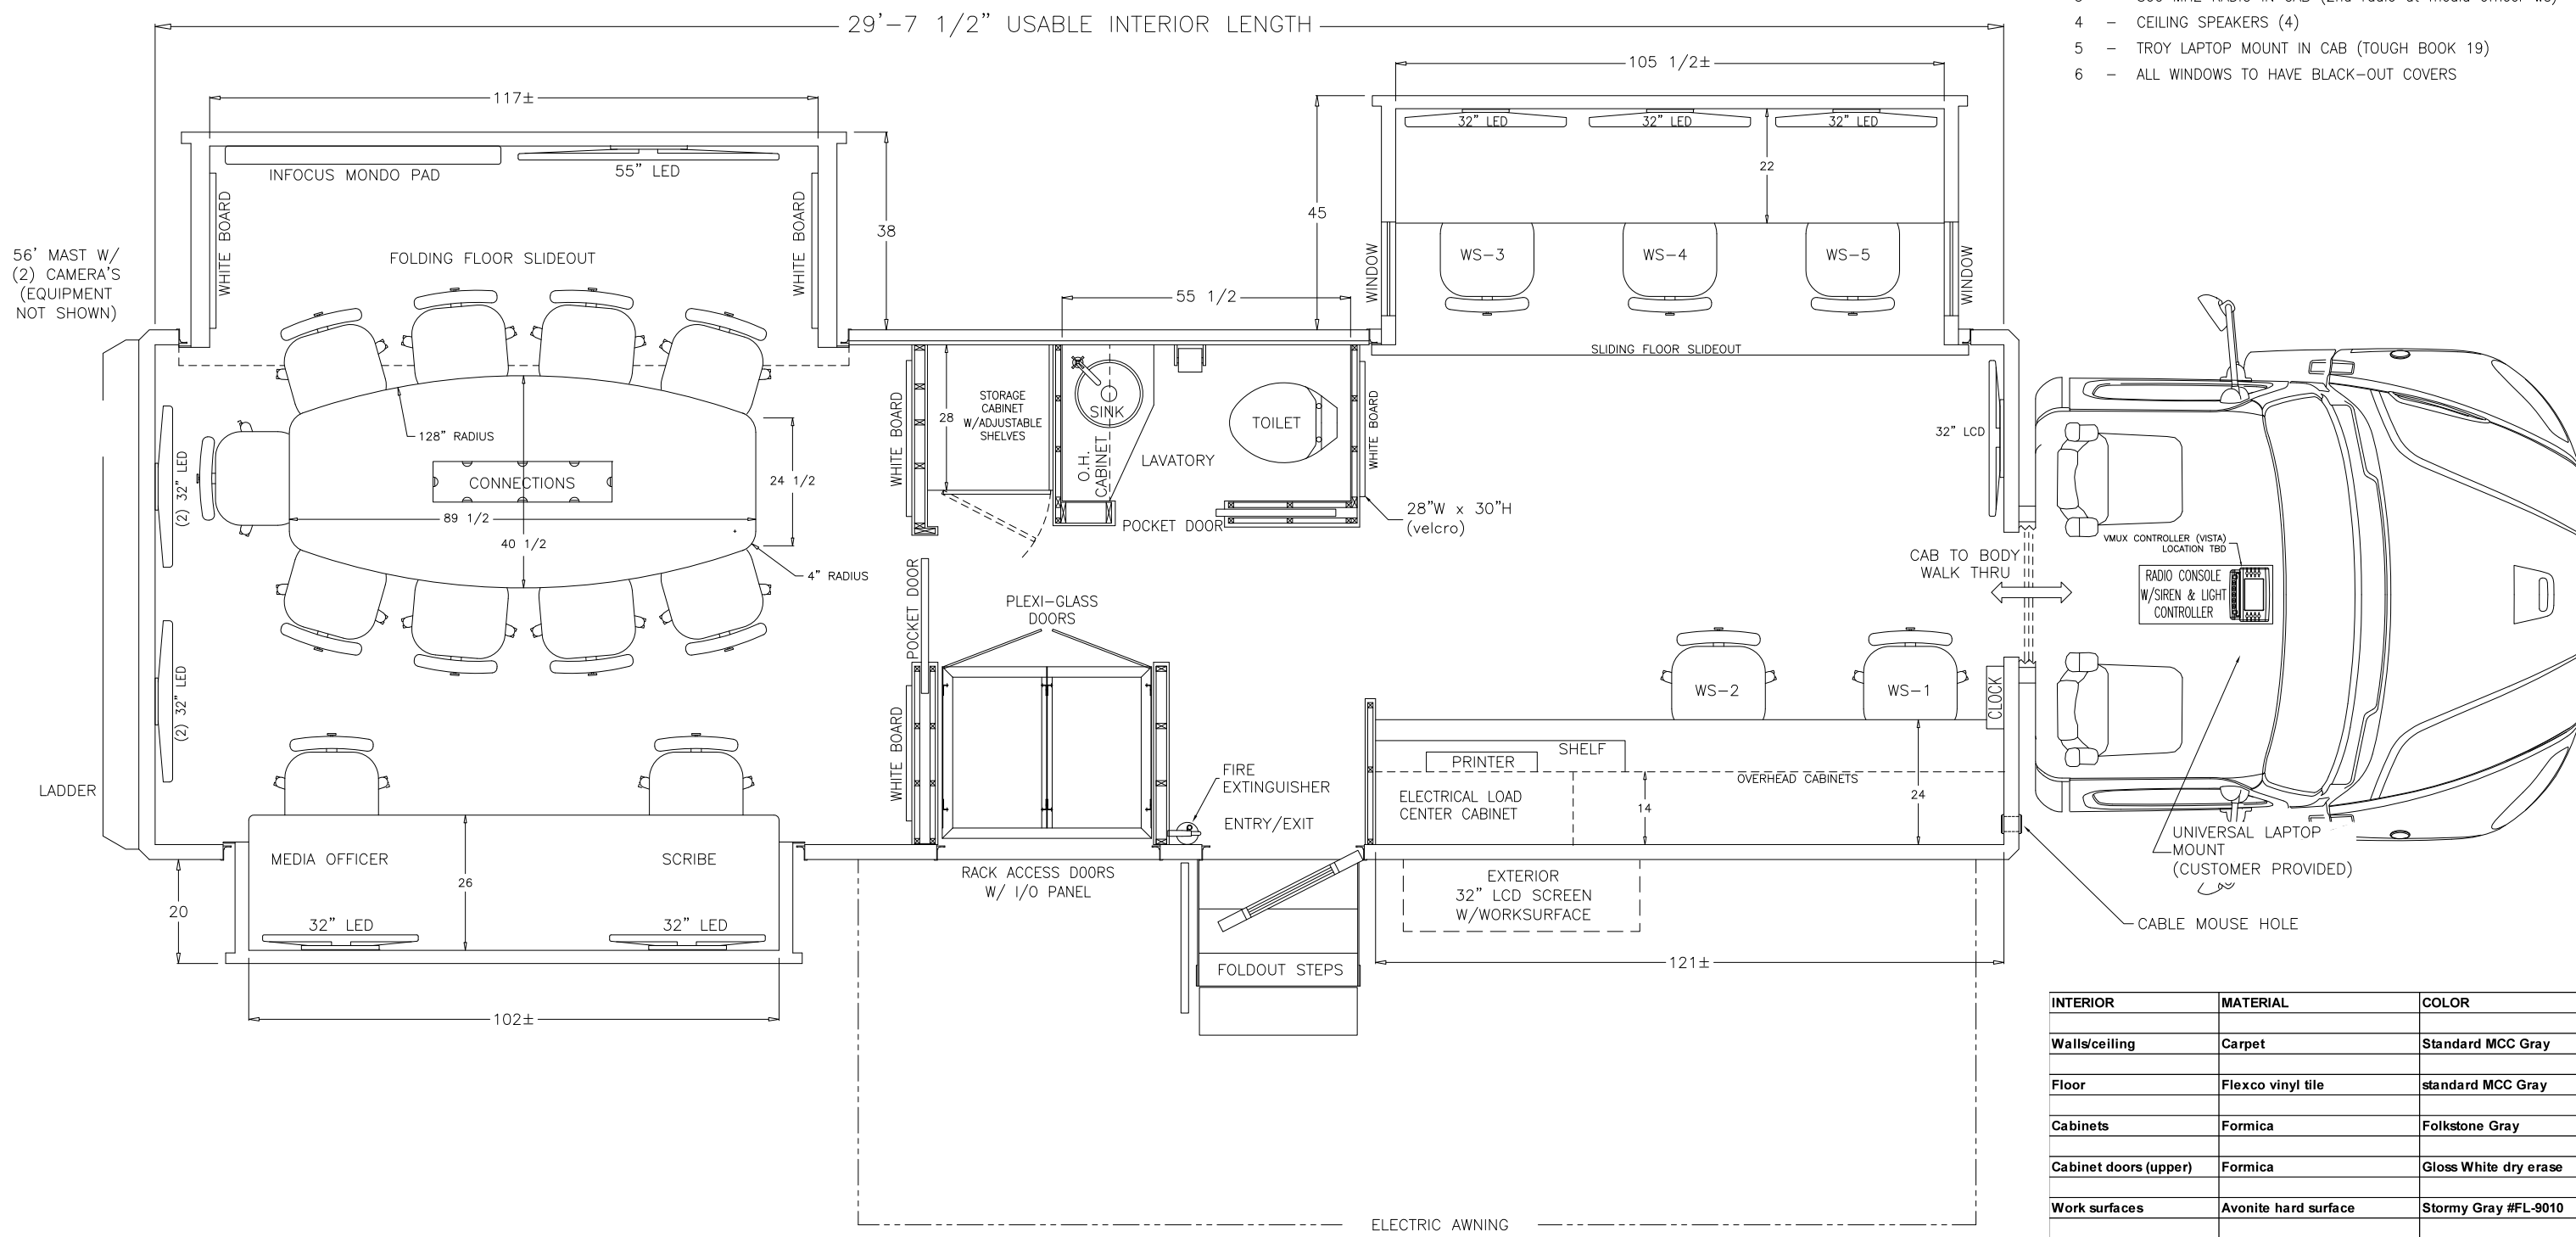 29'-7 1/2" USABLE INTERIOR LENGTH
4 - CEILING SPEAKERS (4)
5 - TROY LAPTOP MOUNT IN CAB (TOUGH BOOK 19)
6 - ALL WINDOWS TO HAVE BLACK-OUT COVERS
117±
105 1/2±
INFOCUS MONDO PAD
55" LED
32" LED
32" LED
32" LED
22
38
45
WHITE BOARD
WHITE BOARD
56' MAST W/
(2) CAMERA'S
(EQUIPMENT
NOT SHOWN)
FOLDING FLOOR SLIDEOUT
WINDOW
WS-3
WS-4
WS-5
WINDOW
55 1/2
SLIDING FLOOR SLIDEOUT
WHITE BOARD
28
STORAGE
CABINET
W/ADJUSTABLE
SHELVES
SINK
O.H.
CABINET
LAVATORY
TOILET
WHITE BOARD
POCKET DOOR
28"W x 30"H
(velcro)
32" LCD
128" RADIUS
CONNECTIONS
24 1/2
89 1/2
40 1/2
4" RADIUS
(2) 32" LED
(2) 32" LED
CAB TO BODY
WALK THRU
VMUX CONTROLLER (VISTA)
LOCATION TBD
RADIO CONSOLE
W/SIREN & LIGHT
CONTROLLER
POCKET DOOR
PLEXI-GLASS
DOORS
WHITE BOARD
WS-2
WS-1
CLOCK
SHELF
PRINTER
OVERHEAD CABINETS
ELECTRICAL LOAD
CENTER CABINET
14
24
FIRE
EXTINGUISHER
ENTRY/EXIT
LADDER
MEDIA OFFICER
SCRIBE
26
20
32" LED
32" LED
RACK ACCESS DOORS
W/ I/O PANEL
EXTERIOR
32" LCD SCREEN
W/WORKSURFACE
UNIVERSAL LAPTOP
MOUNT
(CUSTOMER PROVIDED)
CABLE MOUSE HOLE
FOLDOUT STEPS
121±
102±
ELECTRIC AWNING
INTERIOR MATERIAL COLOR
Walls/ceiling Carpet Standard MCC Gray
Floor Flexco vinyl tile standard MCC Gray
Cabinets Formica Folkstone Gray
Cabinet doors (upper) Formica Gloss White dry erase
Work surfaces Avonite hard surface Stormy Gray #FL-9010